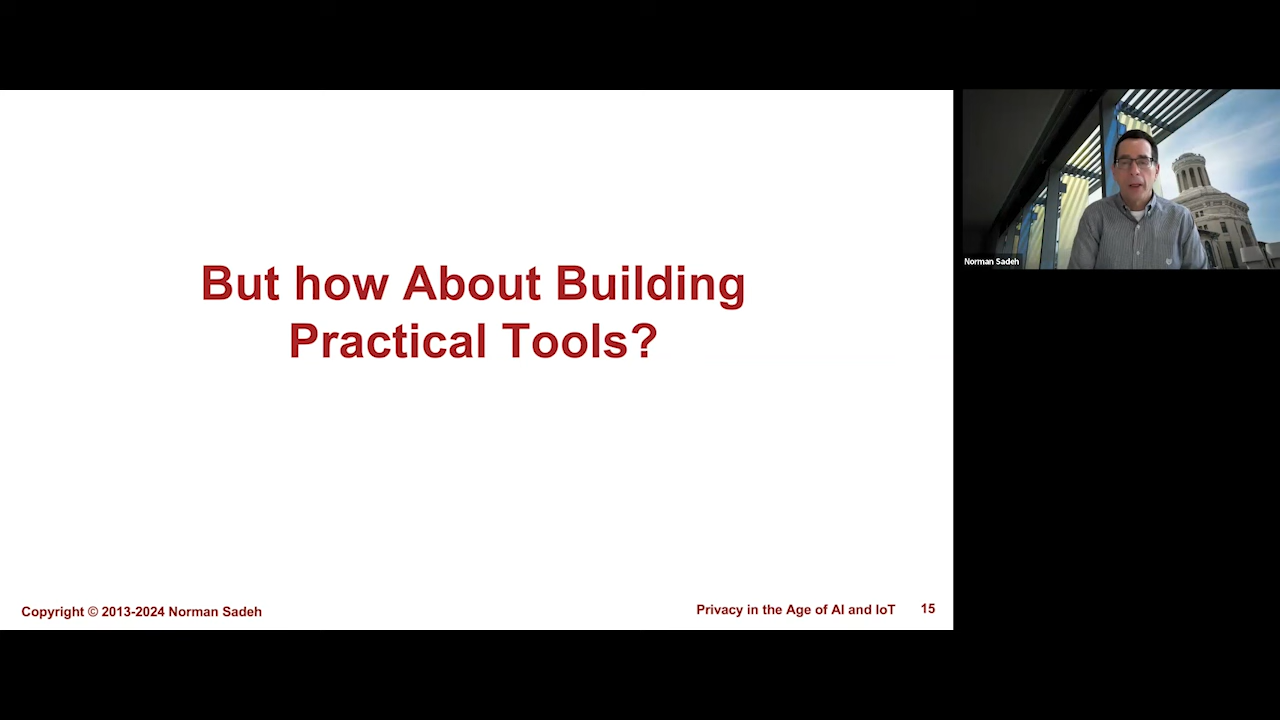 But how About Building
Practical Tools?
Norman Sadeh
Copyright © 2013-2024 Norman Sadeh
Privacy in the Age of AI and IoT
15